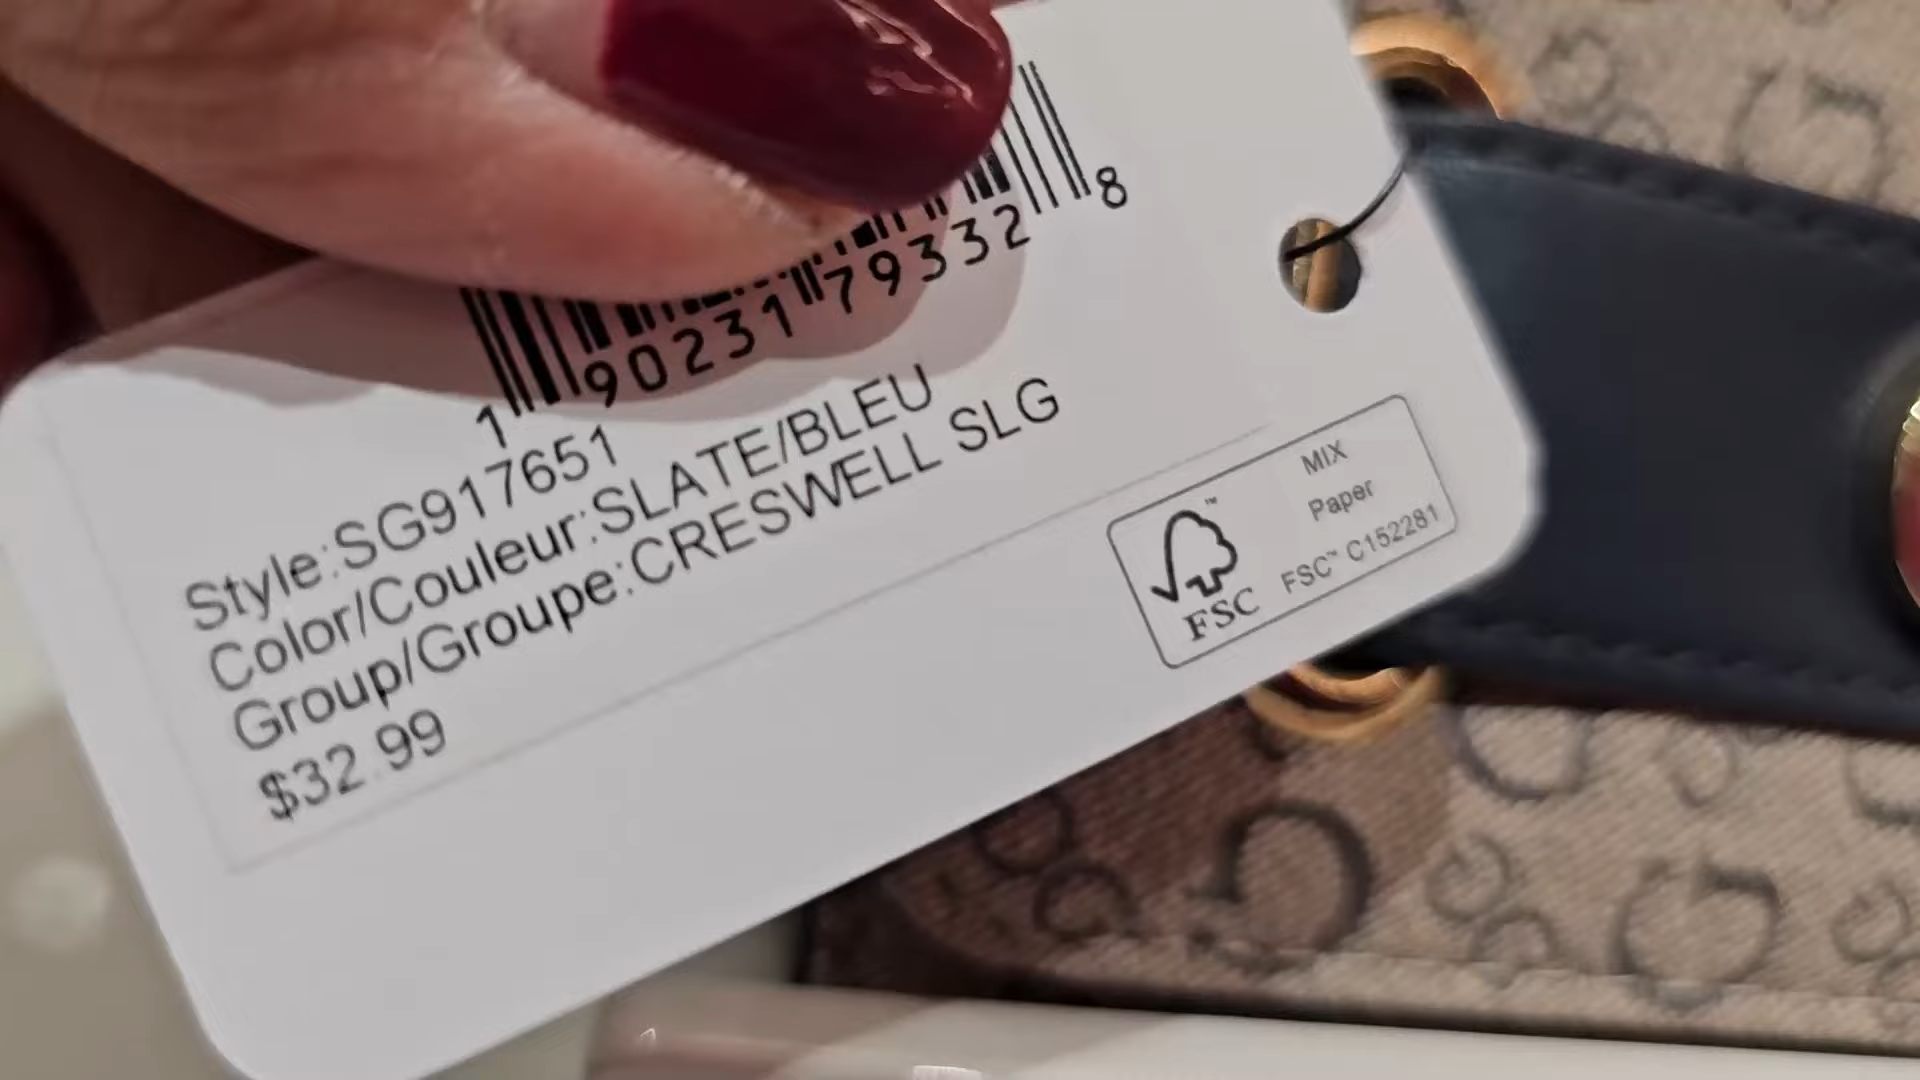 1 90231 79332 8
Style:SG917651
Color/Couleur:SLATE/BLEU
Group/Groupe:CRESWELL SLG
$32.99
MIX
Paper
FSC™ C152281
™
FSC